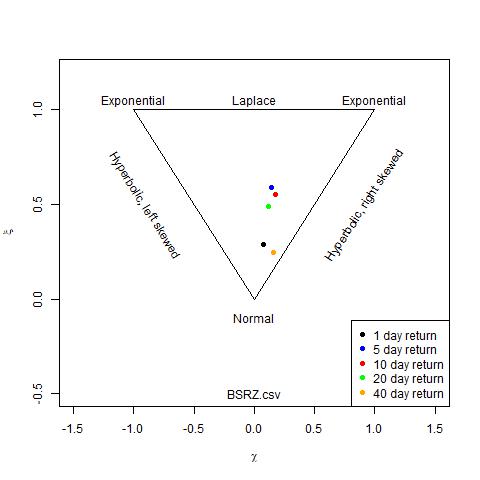 Exponential Laplace Exponential
Hyperbolic, left skewed
Hyperbolic, right skewed
Normal
BSRZ.csv
1 day return
5 day return
10 day return
20 day return
40 day return
1.0
0.5
0.0
-0.5
ξ
-1.5 -1.0 -0.5 0.0 0.5 1.0 1.5
χ